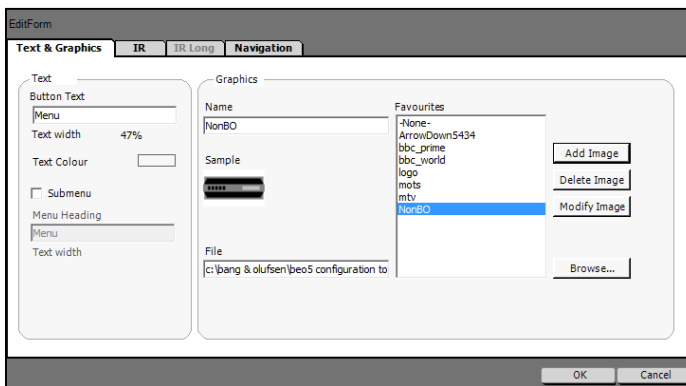 EditForm
Text & Graphics IR IR Long Navigation
Text
Button Text
Menu
Text width 47%
Text Colour
Submenu
Menu Heading
Menu
Text width
Graphics
Name
NonBO
Sample
File
c:\bang & olufsen\beo5 configuration to
Favourites
-None-
ArrowDown5434
bbc_prime
bbc_world
logo
mots
mtv
NonBO
Add Image
Delete Image
Modify Image
Browse...
OK Cancel